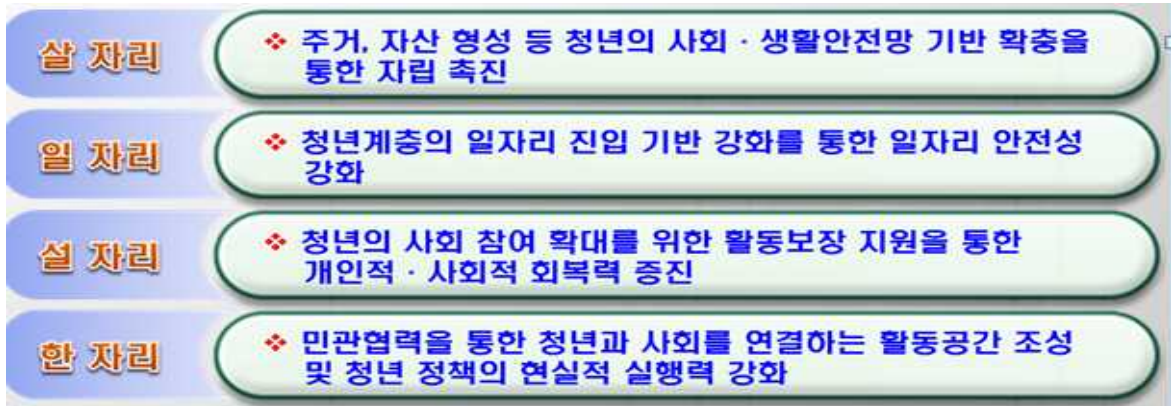 살 자리
❖ 주거, 자산 형성 등 청년의 사회 · 생활안전망 기반 확충을
통한 자립 촉진
일 자리
❖ 청년계층의 일자리 진입 기반 강화를 통한 일자리 안전성
강화
설 자리
❖ 청년의 사회 참여 확대를 위한 활동보장 지원을 통한
개인적 · 사회적 회복력 증진
한 자리
❖ 민관협력을 통한 청년과 사회를 연결하는 활동공간 조성
및 청년 정책의 현실적 실행력 강화